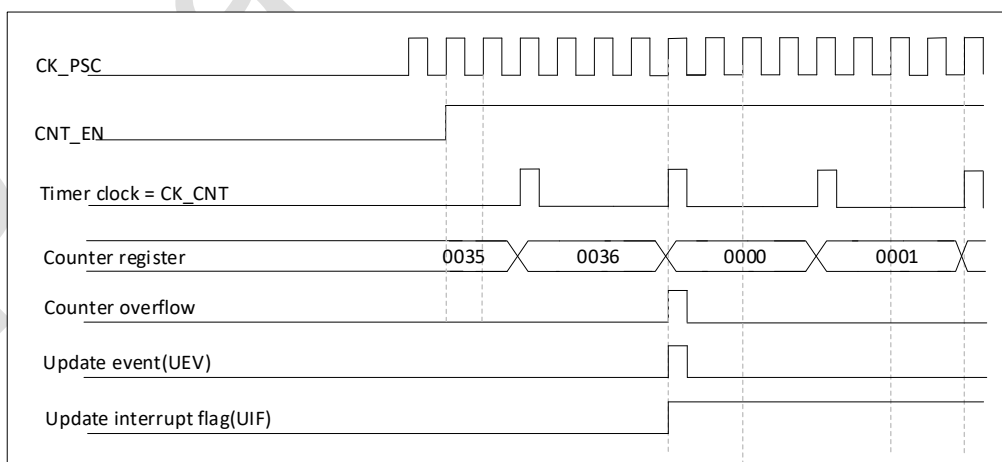 CK_PSC
CNT_EN
Timer clock = CK_CNT
Counter register 0035 0036 0000 0001
Counter overflow
Update event(UEV)
Update interrupt flag(UIF)